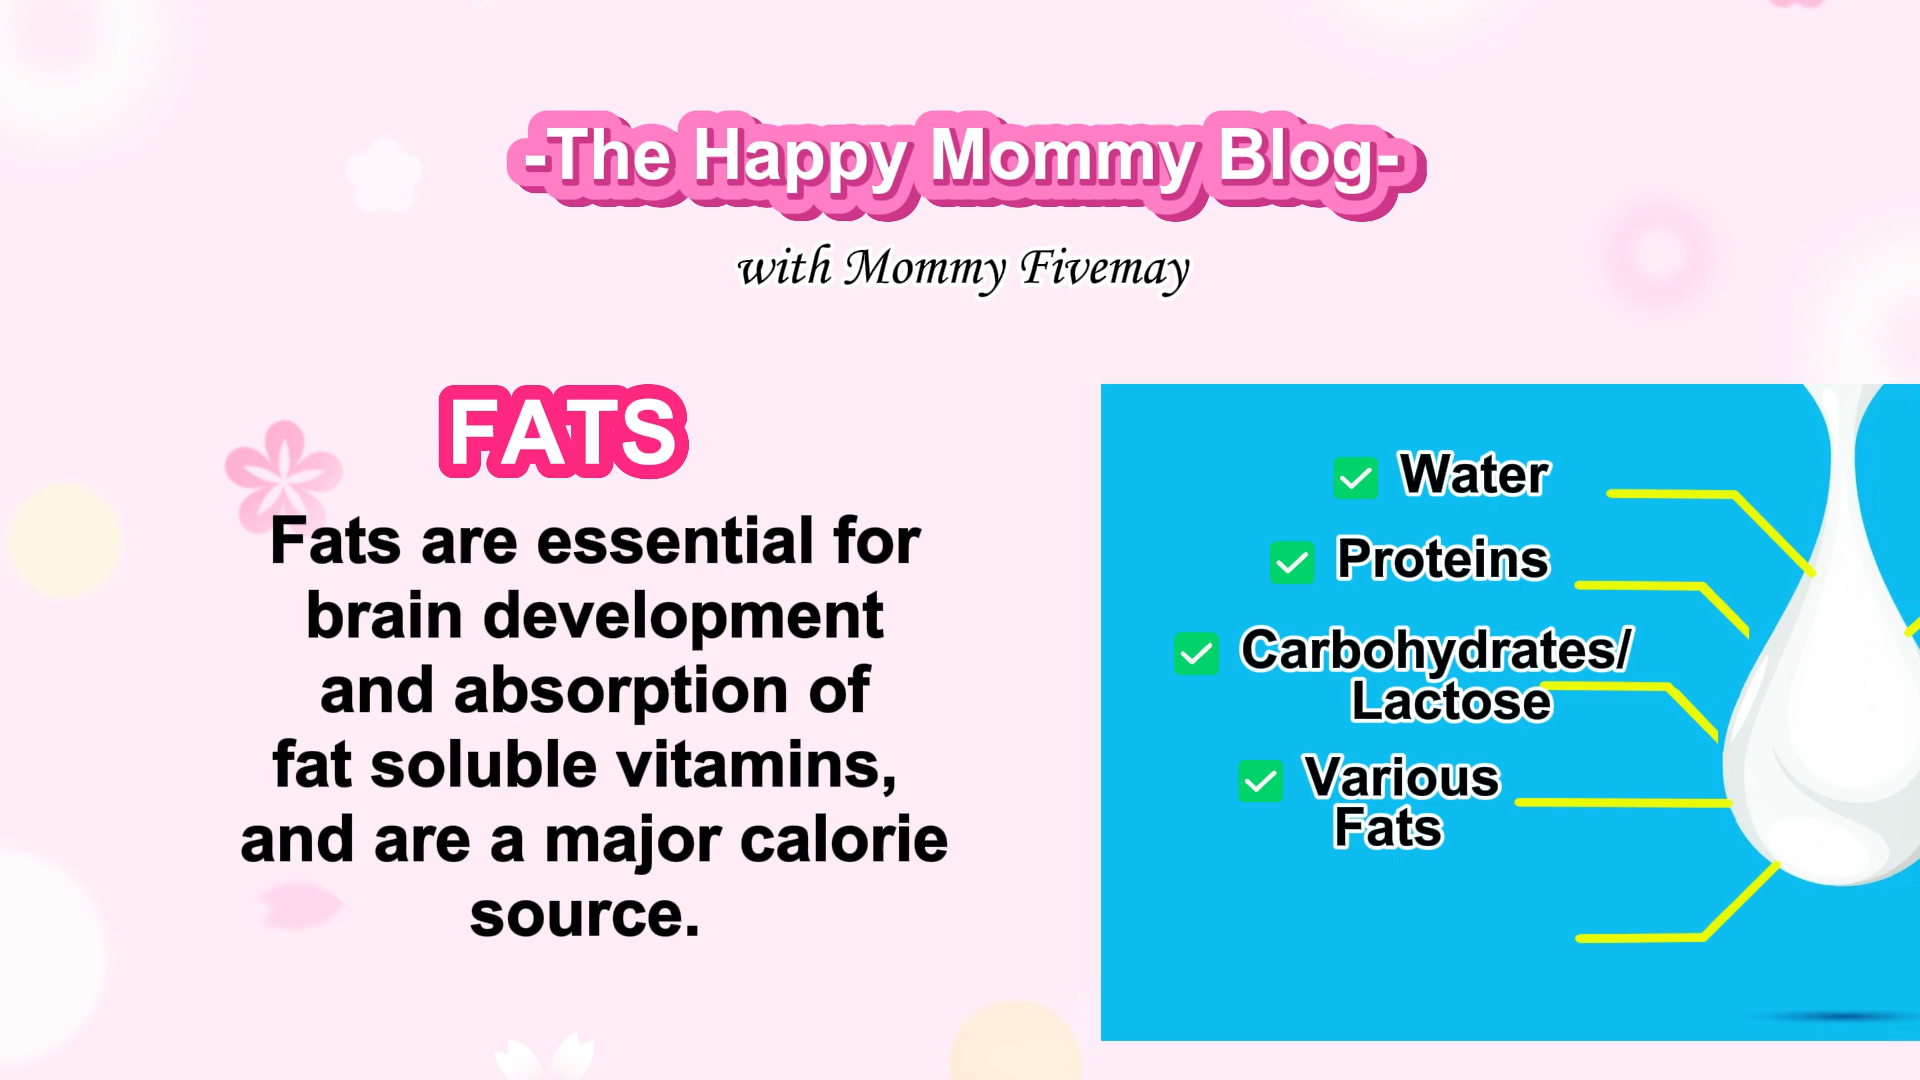 -The Happy Mommy Blog-
with Mommy Fivemay
FATS
Fats are essential for
brain development
and absorption of
fat soluble vitamins,
and are a major calorie
source.
Water
Proteins
Carbohydrates/
Lactose
Various
Fats